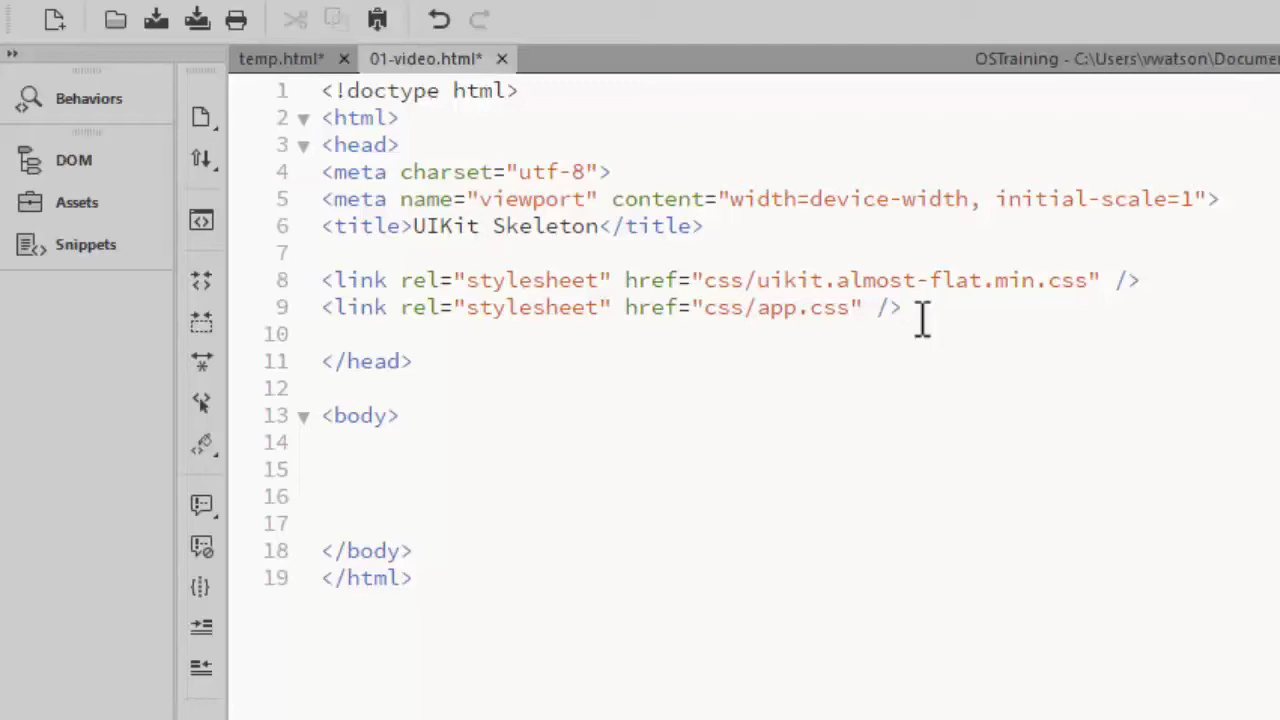 temp.html*
01-video.html*
OSTraining - C:\Users\vwatson\Docume
Behaviors
DOM
Assets
Snippets
1 <!doctype html>
2 <html>
3 <head>
4 <meta charset="utf-8">
5 <meta name="viewport" content="width=device-width, initial-scale=1">
6 <title>UIKit Skeleton</title>
7
8 <link rel="stylesheet" href="css/uikit.almost-flat.min.css" />
9 <link rel="stylesheet" href="css/app.css" />
10
11 </head>
12
13 <body>
14
15
16
17
18 </body>
19 </html>